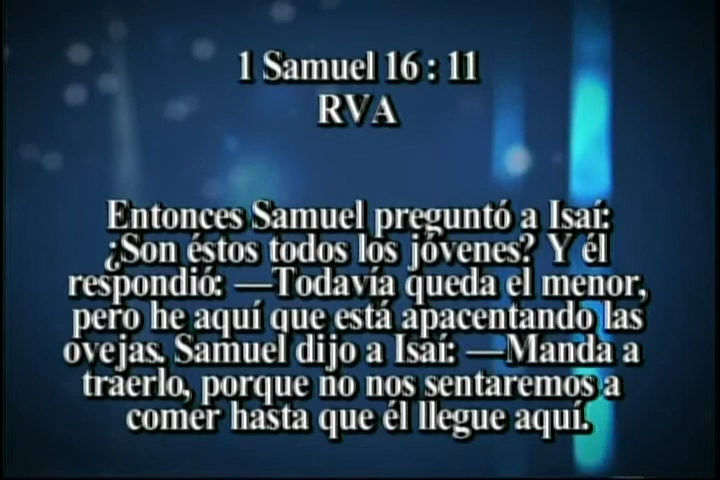 1 Samuel 16 : 11
RVA
Entonces Samuel preguntó a Isaí:
¿Son éstos todos los jóvenes? Y él
respondió: —Todavía queda el menor,
pero he aquí que está apacentando las
ovejas. Samuel dijo a Isaí: —Manda a
traerlo, porque no nos sentaremos a
comer hasta que él llegue aquí.